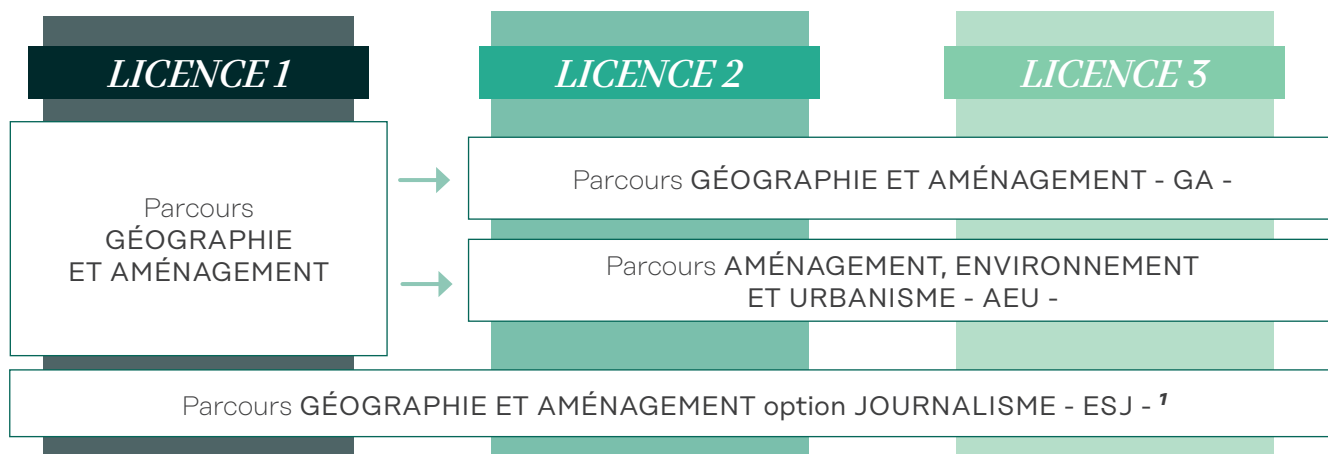 LICENCE 1
LICENCE 2
LICENCE 3
Parcours
GÉOGRAPHIE
ET AMÉNAGEMENT
Parcours GÉOGRAPHIE ET AMÉNAGEMENT - GA -
Parcours AMÉNAGEMENT, ENVIRONNEMENT
ET URBANISME - AEU -
Parcours GÉOGRAPHIE ET AMÉNAGEMENT option JOURNALISME - ESJ - 1